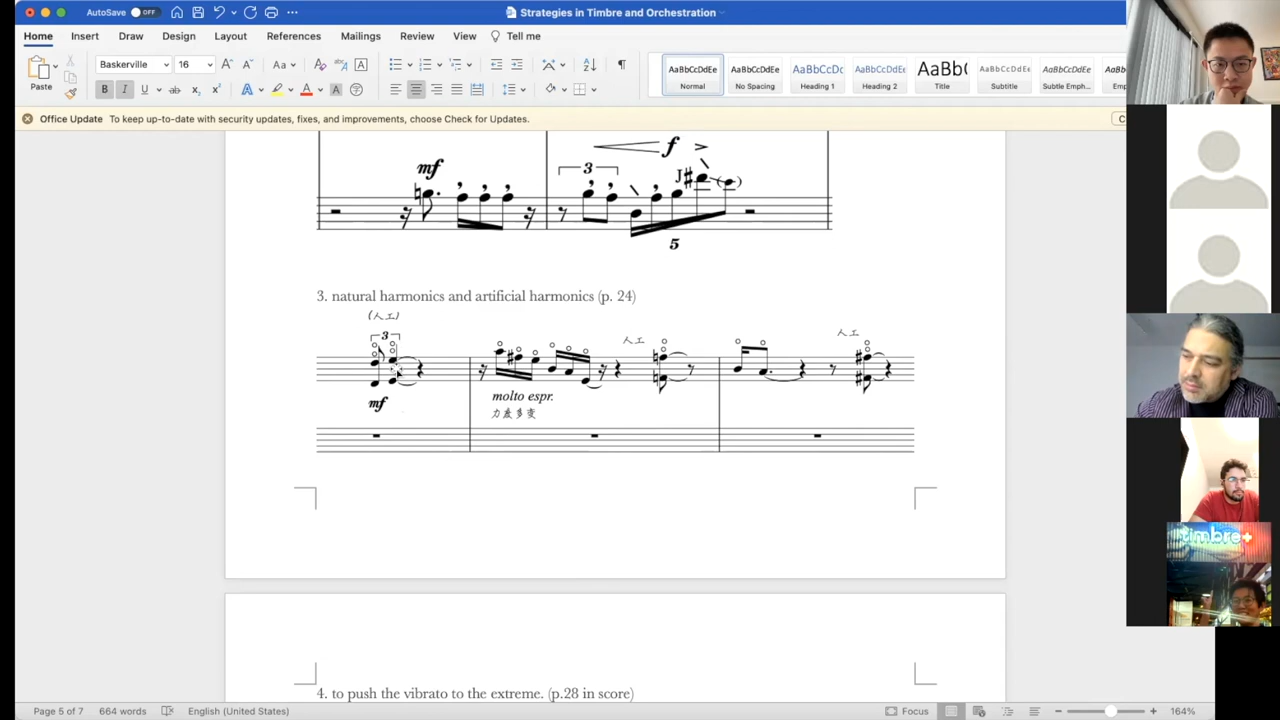 AutoSave OFF
Strategies in Timbre and Orchestration
Home Insert Draw Design Layout References Mailings Review View Tell me
Paste
Baskerville 16
AaBbCcDdEe AaBbCcDdEe AaBbCcDc AaBbCcDdEe AaBb( AaBbCcDdEe AaBbCcDdEe AaBbC
Normal No Spacing Heading 1 Heading 2 Title Subtitle Subtle Emph...
Office Update To keep up-to-date with security updates, fixes, and improvements, choose Check for Updates.
f
mf
3
5
3. natural harmonics and artificial harmonics (p. 24)
(人工)
3
人工
人工
mf
molto espr.
力度多变
4. to push the vibrato to the extreme. (p.28 in score)
timbre+
Page 5 of 7 664 words English (United States) Focus 164%